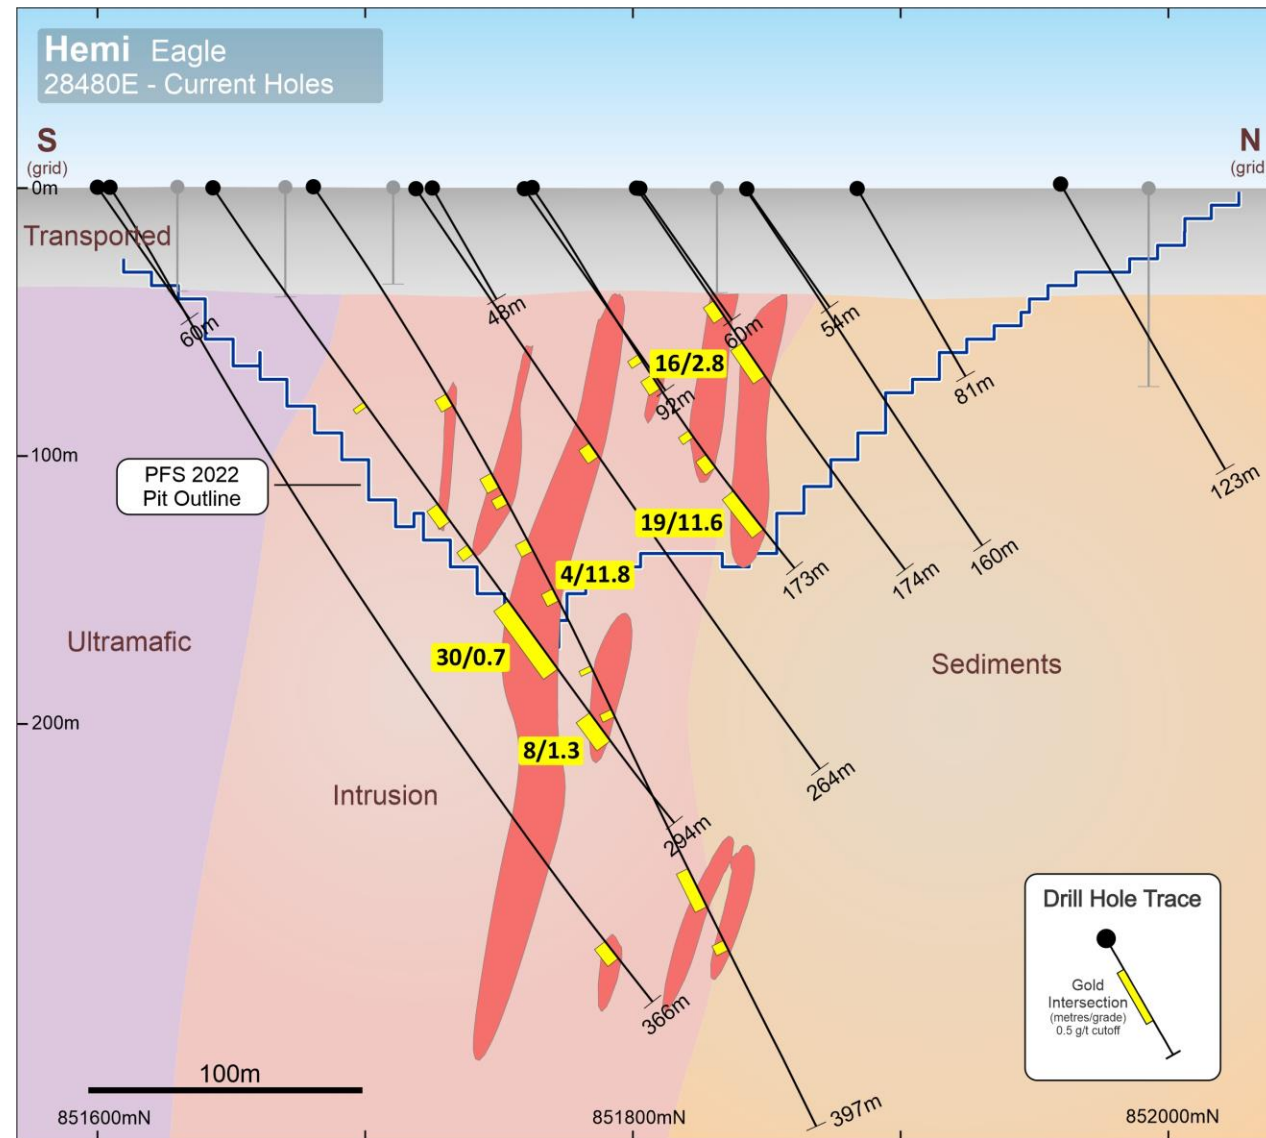 Hemi Eagle
28480E - Current Holes
S
(grid)
N
(grid
0m
Transported
48m
60m
60m
54m
16/2.8
81m
92m
100m
PFS 2022
Pit Outline
123m
19/11.6
160m
173m
174m
4/11.8
Ultramafic
30/0.7
Sediments
200m
8/1.3
264m
Intrusion
294m
Drill Hole Trace
Gold
Intersection
(metres/grade)
0.5 g/t cutoff
366m
100m
397m
851600mN
851800mN
852000mN